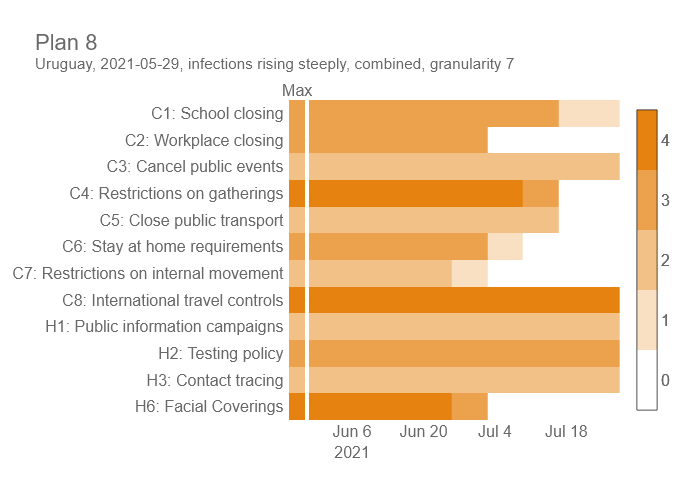 Plan 8
Uruguay, 2021-05-29, infections rising steeply, combined, granularity 7
Max
C1: School closing
C2: Workplace closing
C3: Cancel public events
C4: Restrictions on gatherings
C5: Close public transport
C6: Stay at home requirements
C7: Restrictions on internal movement
C8: International travel controls
H1: Public information campaigns
H2: Testing policy
H3: Contact tracing
H6: Facial Coverings
4
3
2
1
0
Jun 6 Jun 20 Jul 4 Jul 18
2021